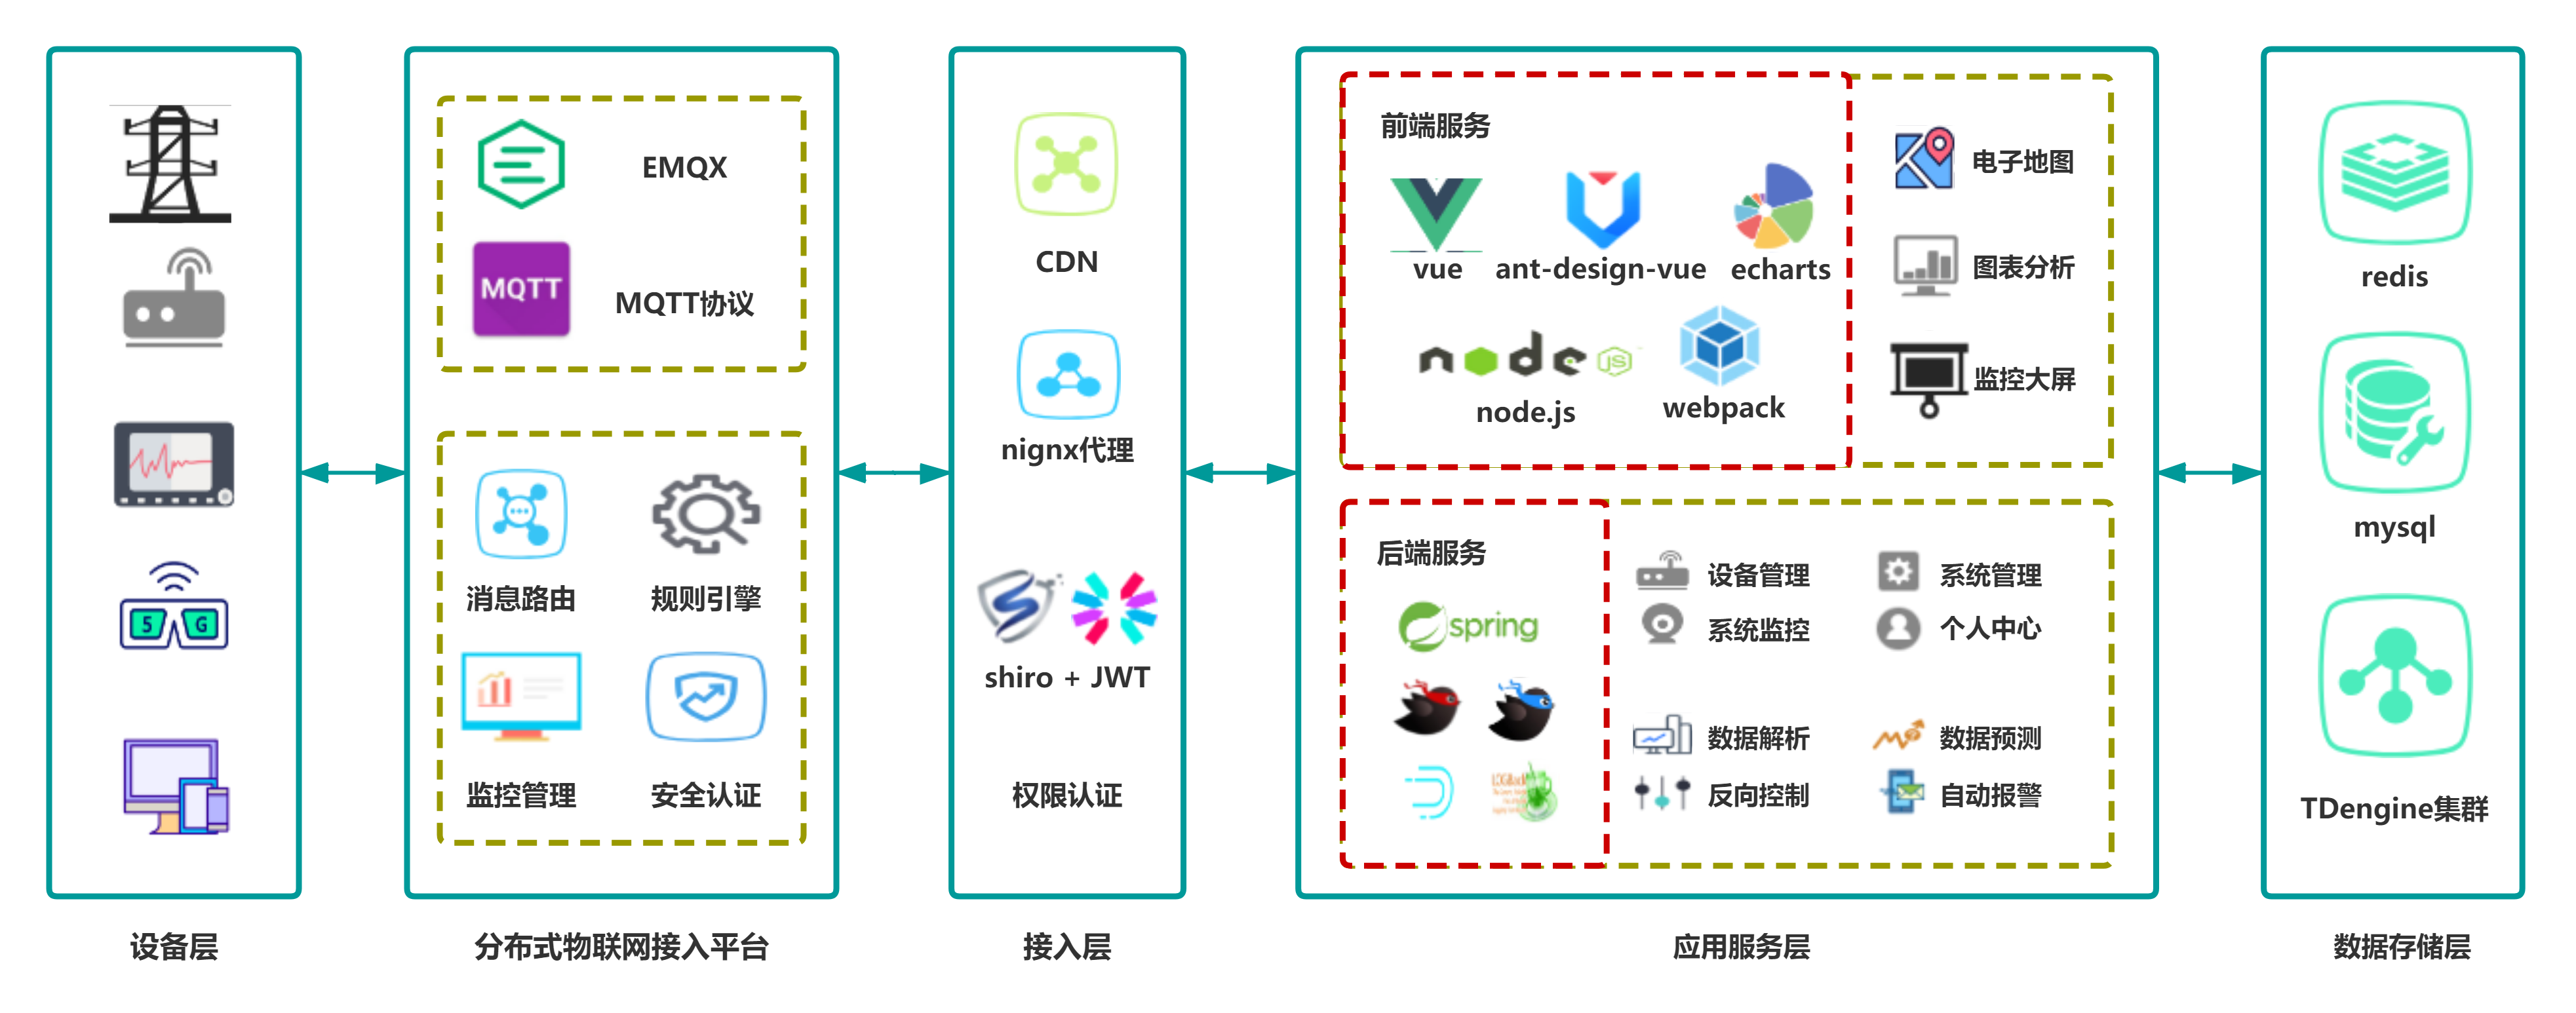 5 G
设备层
EMQX
MQTT
MQTT协议
消息路由
规则引擎
监控管理
安全认证
分布式物联网接入平台
CDN
nignx代理
shiro + JWT
权限认证
接入层
前端服务
vue
ant-design-vue
echarts
node JS
node.js
webpack
电子地图
图表分析
监控大屏
后端服务
spring
设备管理
系统管理
系统监控
个人中心
数据解析
数据预测
反向控制
自动报警
应用服务层
redis
mysql
TDengine集群
数据存储层